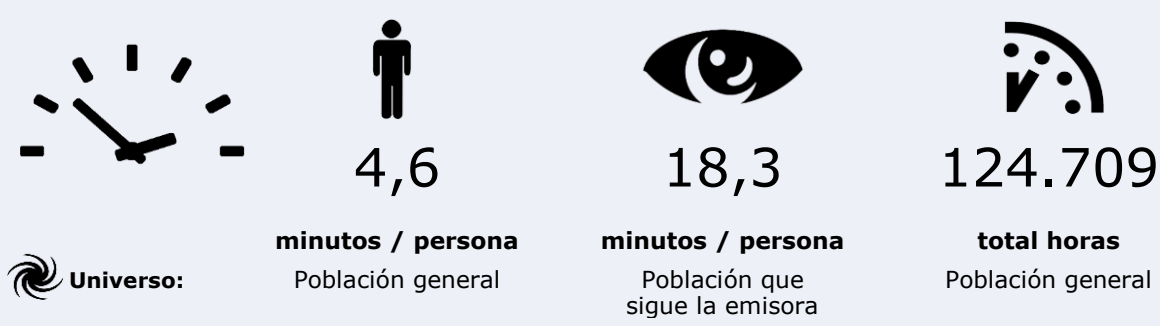 4,6
18,3
124.709
minutos / persona
minutos / persona
total horas
Universo:
Población general
Población que
sigue la emisora
Población general